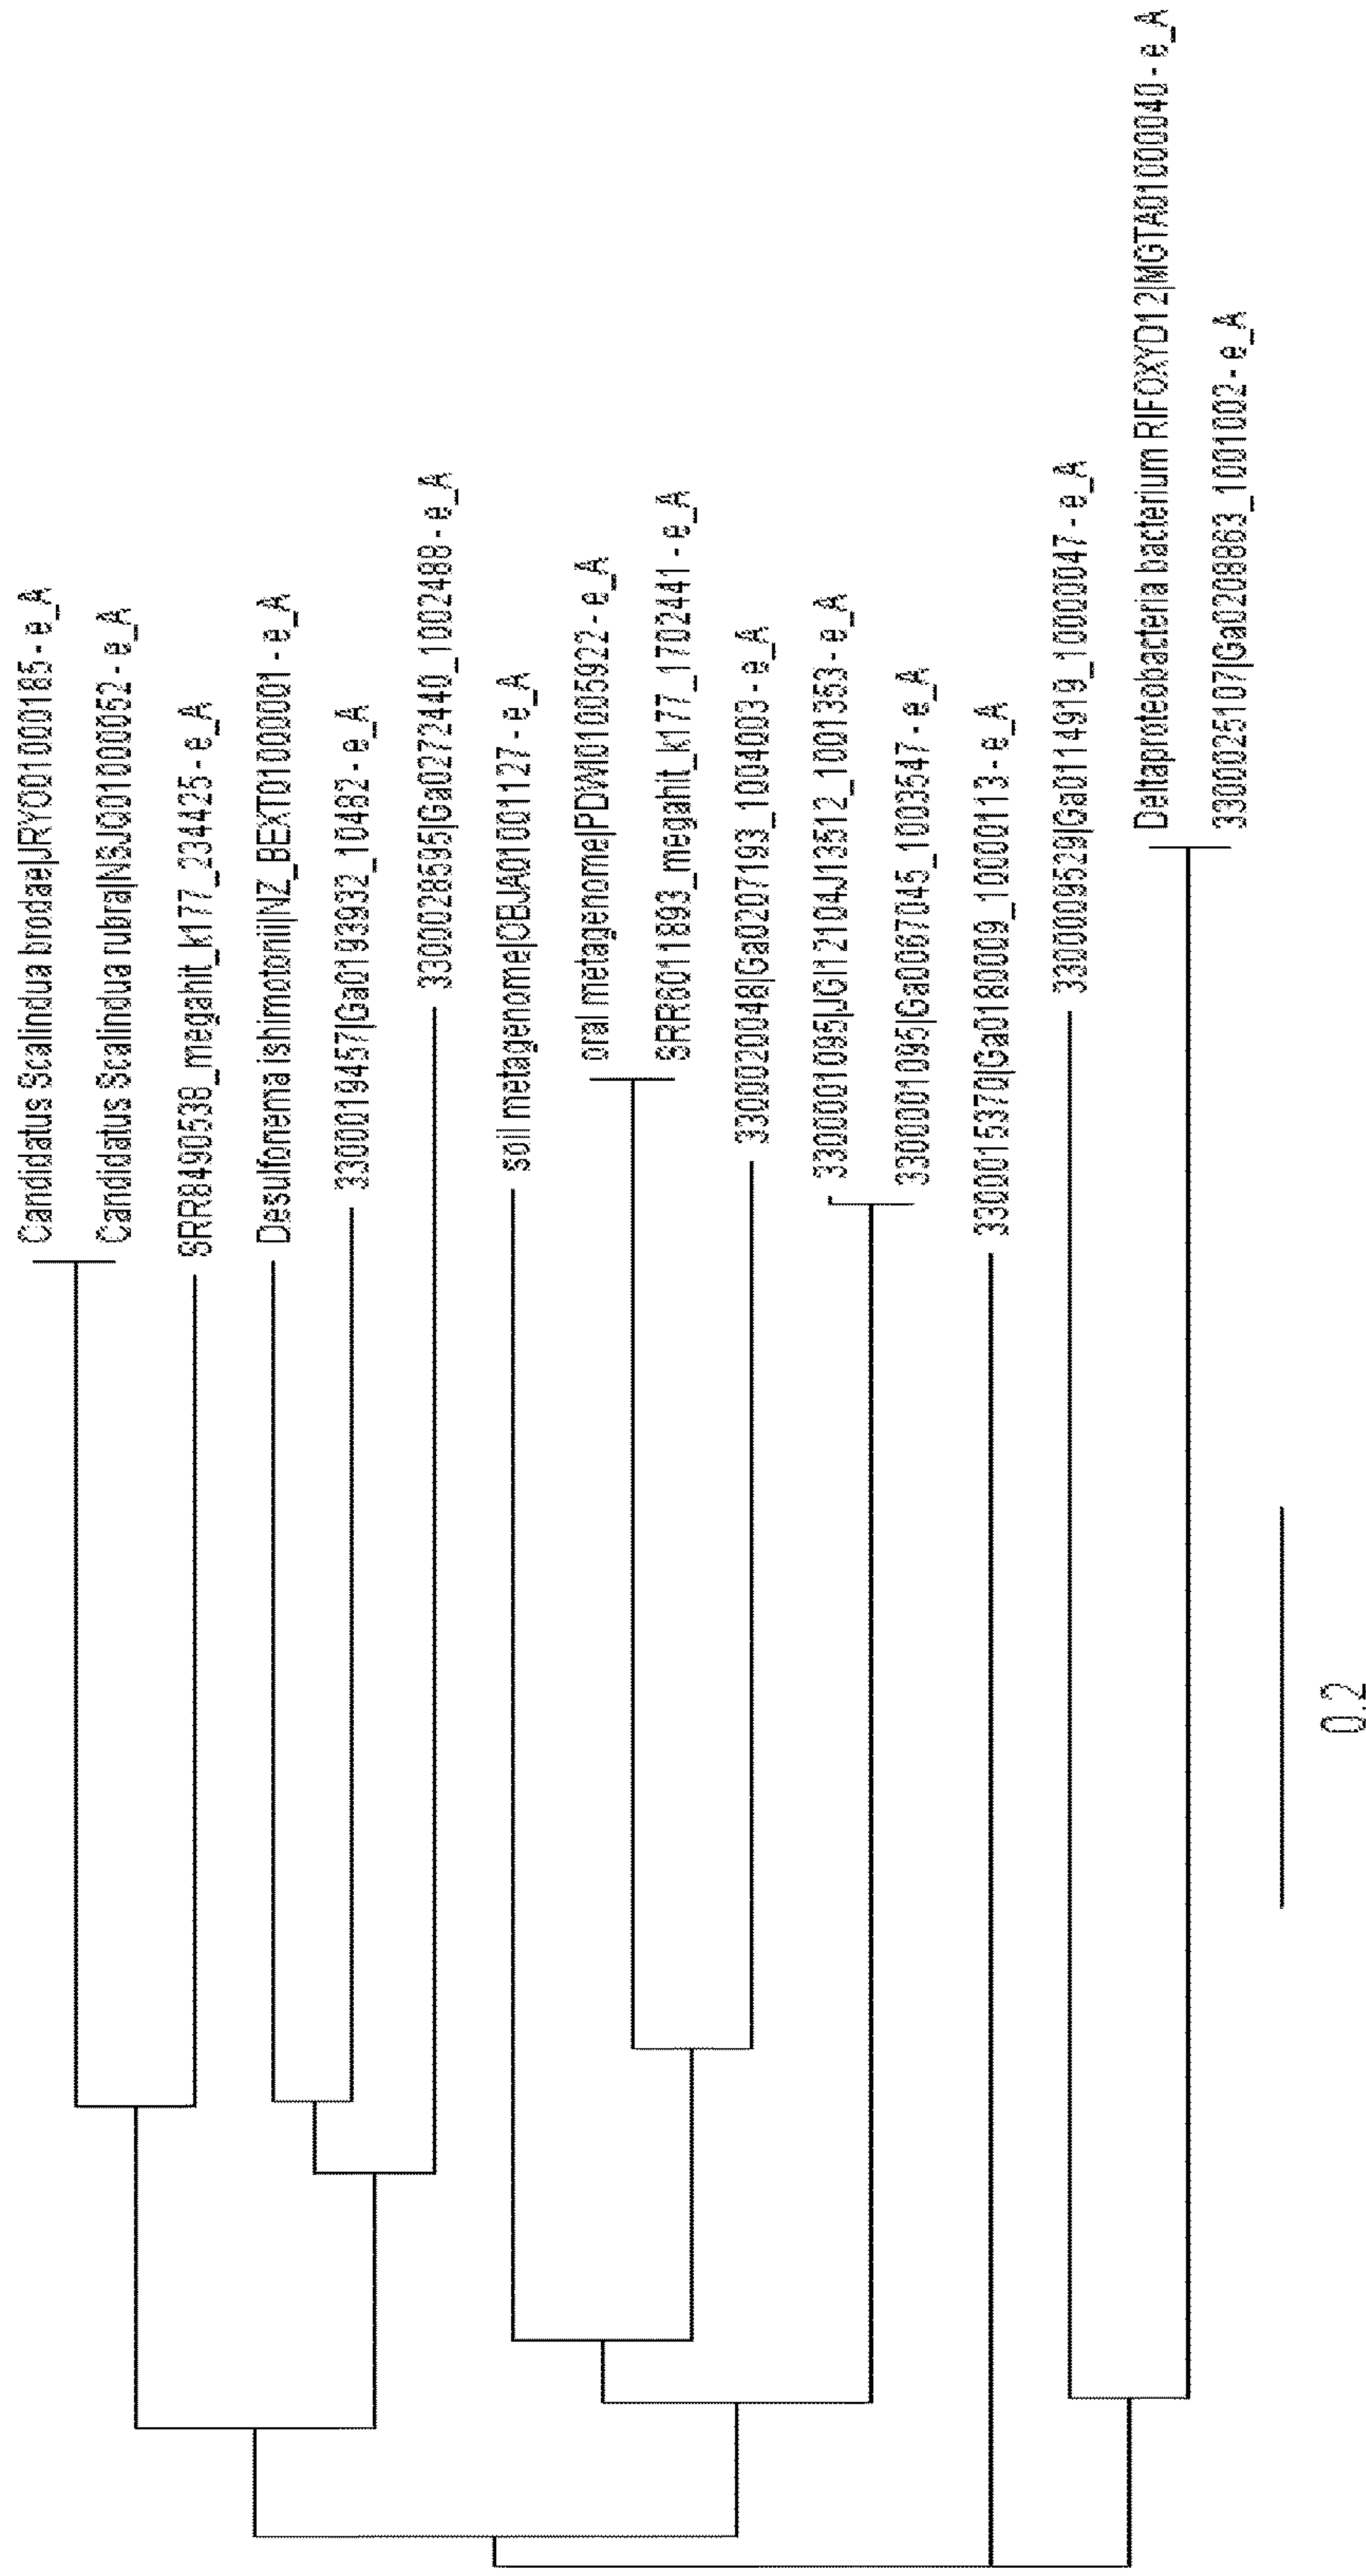 Candidatus Scalindua brodae|JRYO01000185 - e_A
Candidatus Scalindua rubra|NSJO01000052 - e_A
SRR8490538_megahit_k177_234425 - e_A
Desulfonema ishimotonii|NZ_BEXT01000001 - e_A
3300019457|Ga0193932_10482 - e_A
3300028595|Ga0272440_1002488 - e_A
soil metagenome|OBJA01001127 - e_A
oral metagenome|PDWI01005922 - e_A
SRR6011893_megahit_k177_1702441 - e_A
3300020048|Ga0207193_1004003 - e_A
3300001095|JGI12104J13512_1001353 - e_A
3300001095|Ga0067045_1003547 - e_A
3300015370|Ga0180009_10000113 - e_A
3300009529|Ga0114919_10000047 - e_A
Deltaproteobacteria bacterium RIFOXYD12|MGTA01000040 - e_A
3300025107|Ga0208863_1001002 - e_A
0.2